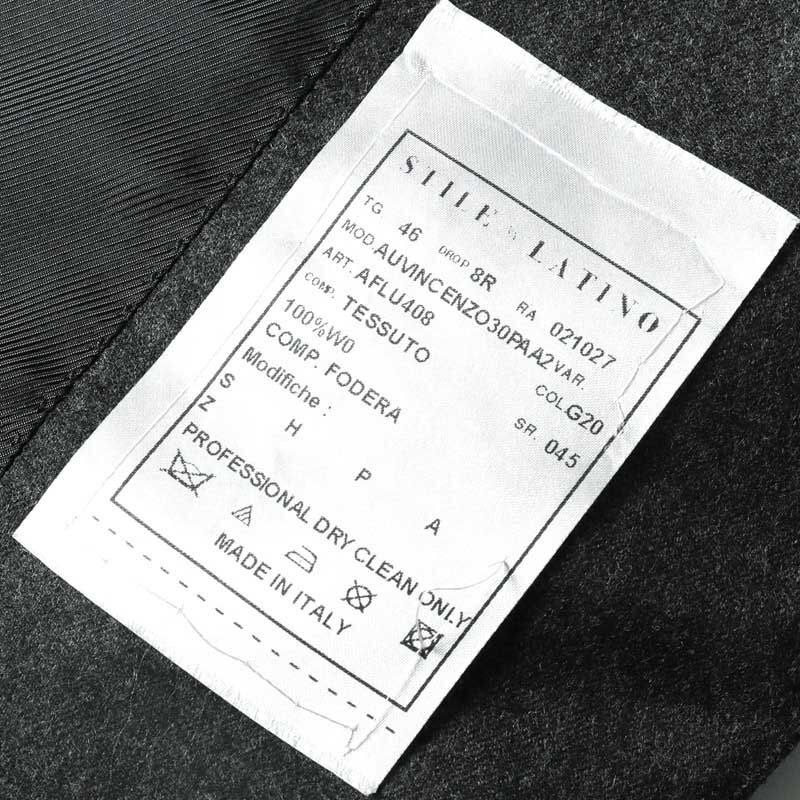 STILE LATINO
TG 46 DROP 8R RA 021027
MOD. AUVINCENZO30PAA2 VAR.
ART. AFLU408 COL. G20
COMP. TESSUTO SR. 045
100%WO
COMP. FODERA
Modifiche :
S H P A
Z
PROFESSIONAL DRY CLEAN ONLY
MADE IN ITALY